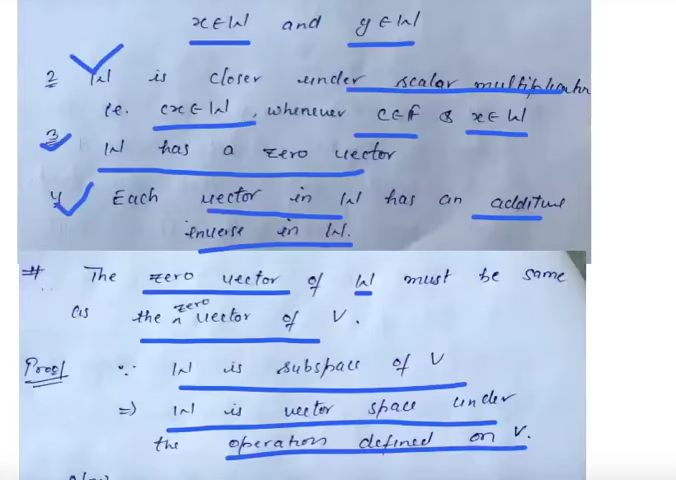 x∈W and y∈W
2 W is closer under scalar multiplication
i.e. cx∈W, whenever c∈F & x∈W
3 W has a zero vector
4 Each vector in W has an additive
inverse in W.
# The zero vector of W must be same
as the zero vector of V.
Proof ∵ W is subspace of V
⇒ W is vector space under
the operations defined on V.